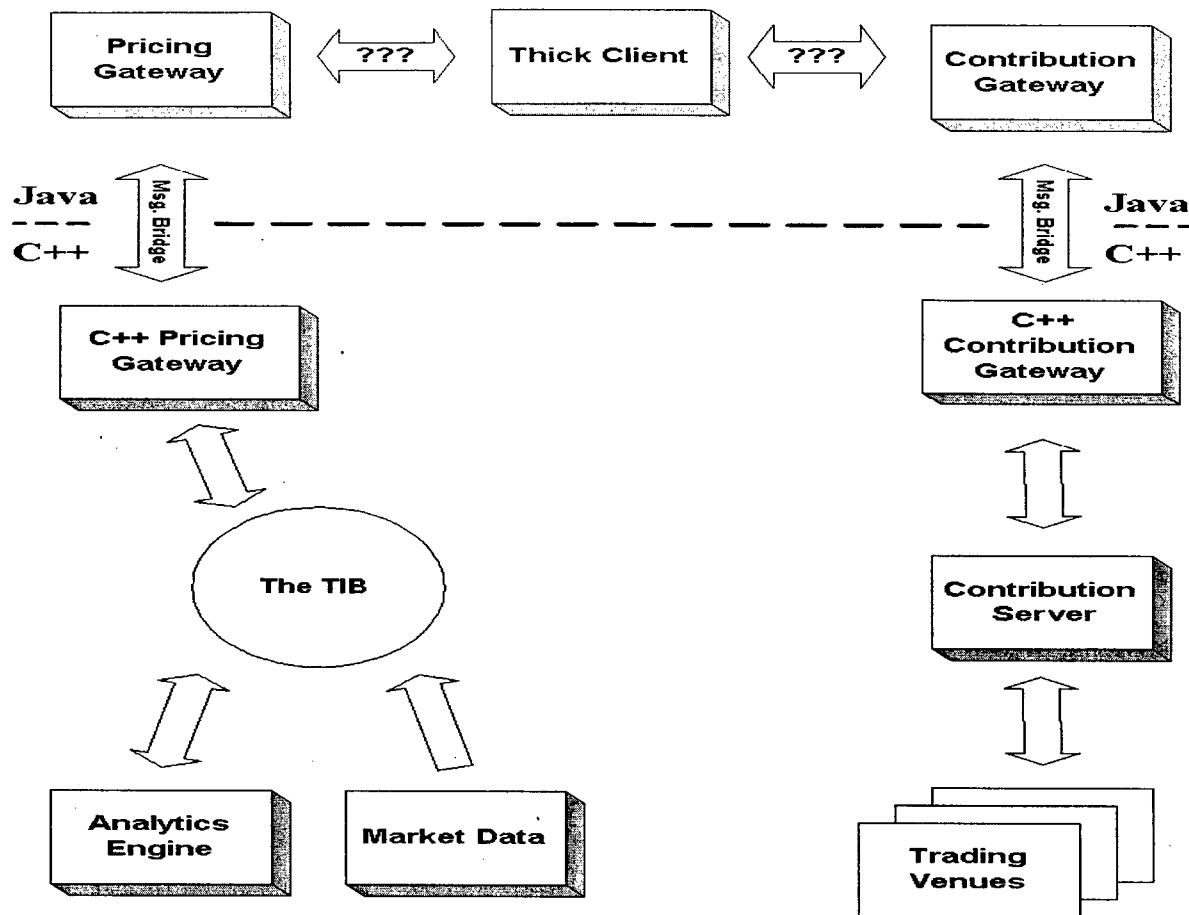 Pricing
Gateway
???
Thick Client
???
Contribution
Gateway
Java
C++
Msg. Bridge
Msg. Bridge
Java
C++
C++ Pricing
Gateway
C++
Contribution
Gateway
The TIB
Contribution
Server
Analytics
Engine
Market Data
Trading
Venues